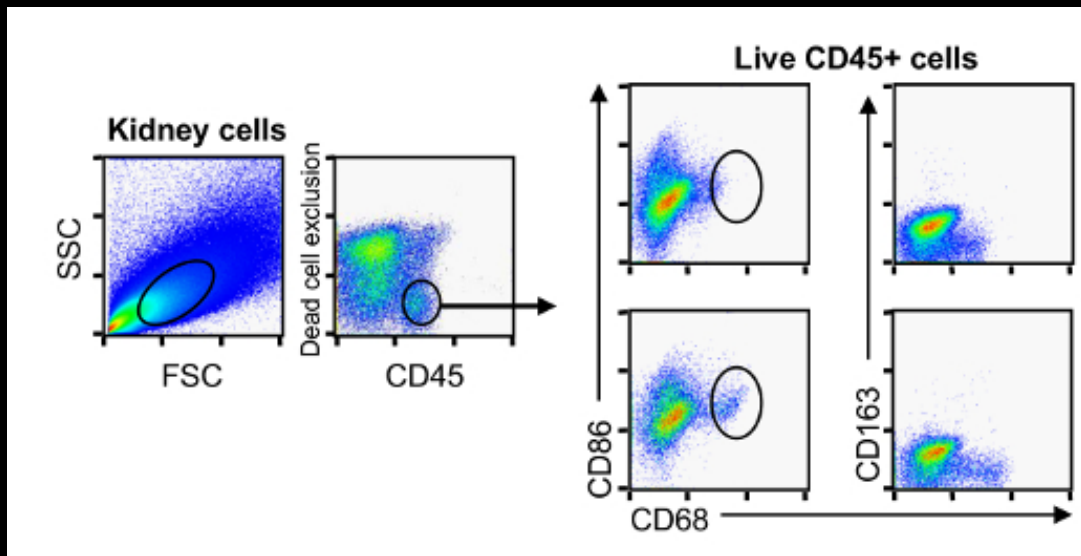 Kidney cells
SSC
FSC
Dead cell exclusion
CD45
Live CD45+ cells
CD86
CD163
CD68